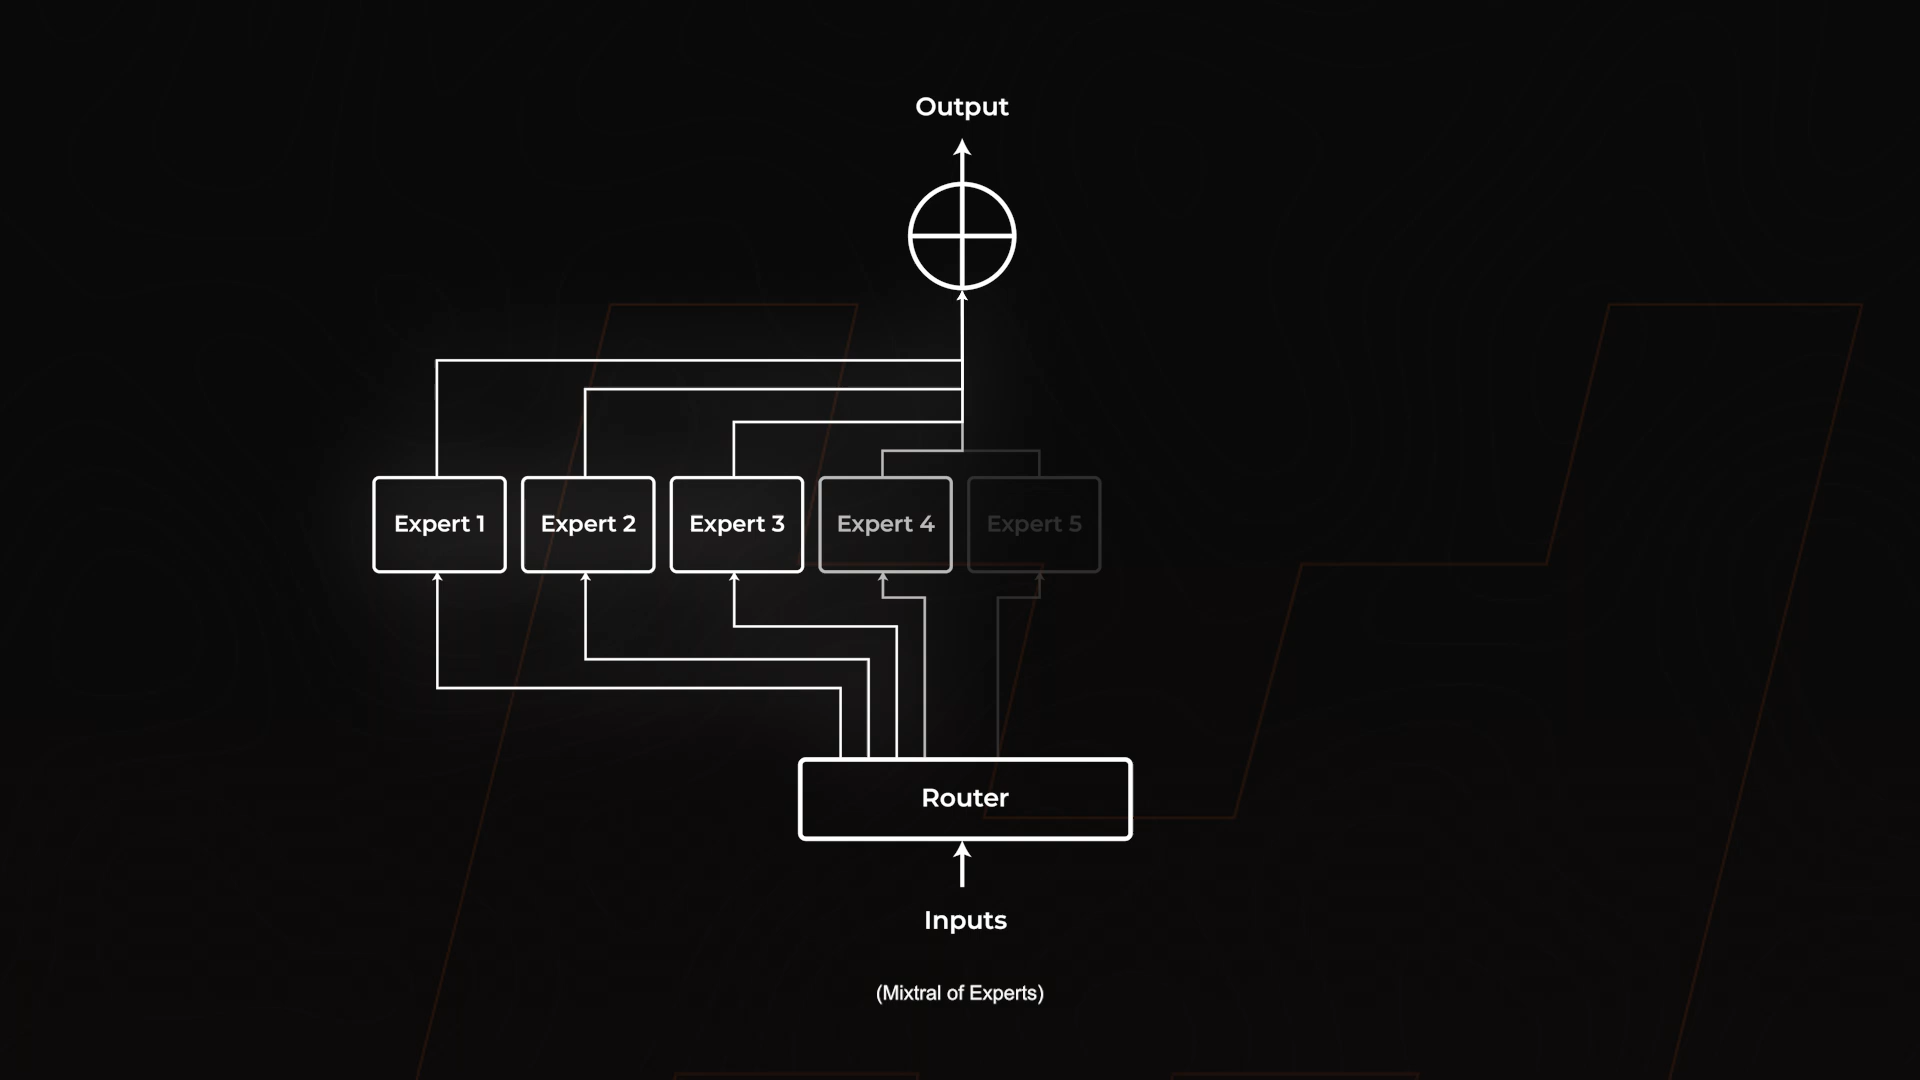 Output
Expert 1
Expert 2
Expert 3
Expert 4
Expert 5
Router
Inputs
(Mixtral of Experts)